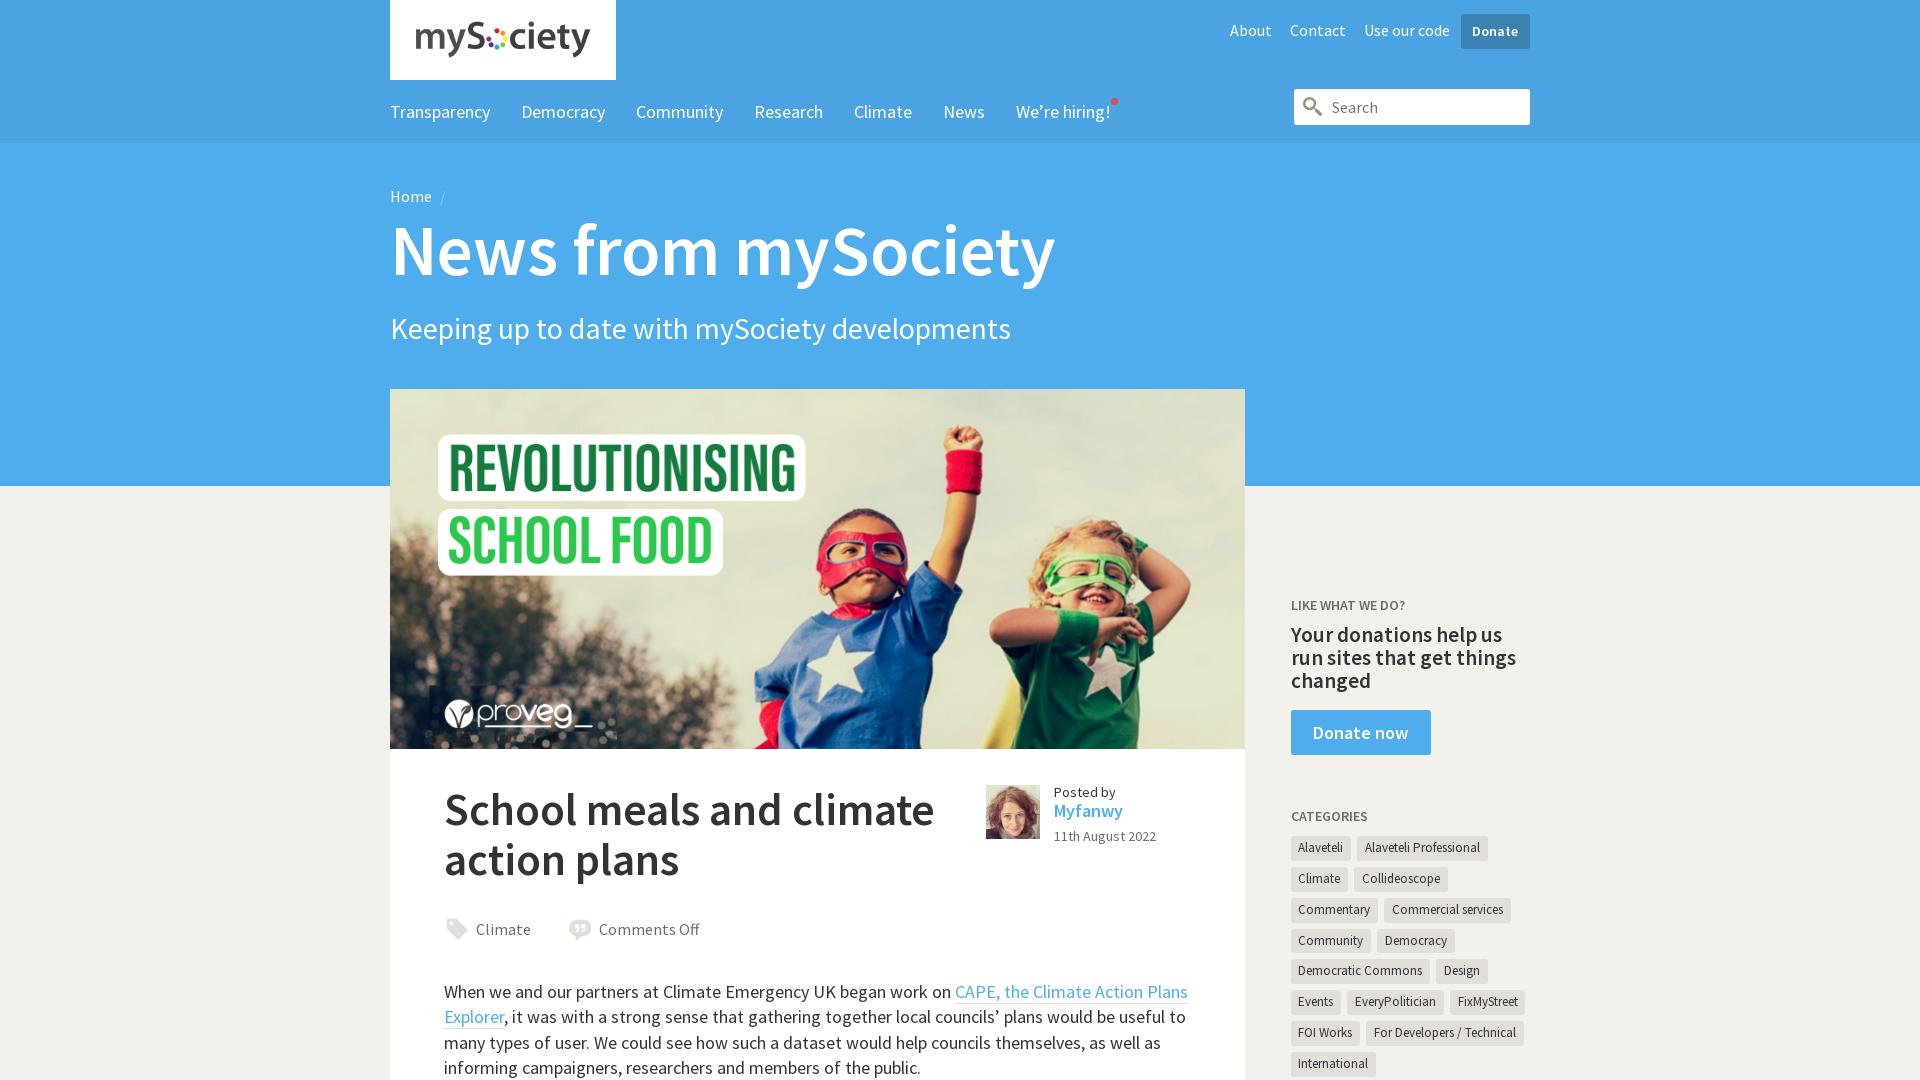 mySociety
About
Contact
Use our code
Donate
Transparency
Democracy
Community
Research
Climate
News
We’re hiring!
Search
Home /
News from mySociety
Keeping up to date with mySociety developments
REVOLUTIONISING
SCHOOL FOOD
proveg
School meals and climate
action plans
Posted by
Myfanwy
11th August 2022
Climate
Comments Off
When we and our partners at Climate Emergency UK began work on CAPE, the Climate Action Plans
Explorer, it was with a strong sense that gathering together local councils’ plans would be useful to
many types of user. We could see how such a dataset would help councils themselves, as well as
informing campaigners, researchers and members of the public.
LIKE WHAT WE DO?
Your donations help us
run sites that get things
changed
Donate now
CATEGORIES
Alaveteli
Alaveteli Professional
Climate
Collideoscope
Commentary
Commercial services
Community
Democracy
Democratic Commons
Design
Events
EveryPolitician
FixMyStreet
FOI Works
For Developers / Technical
International